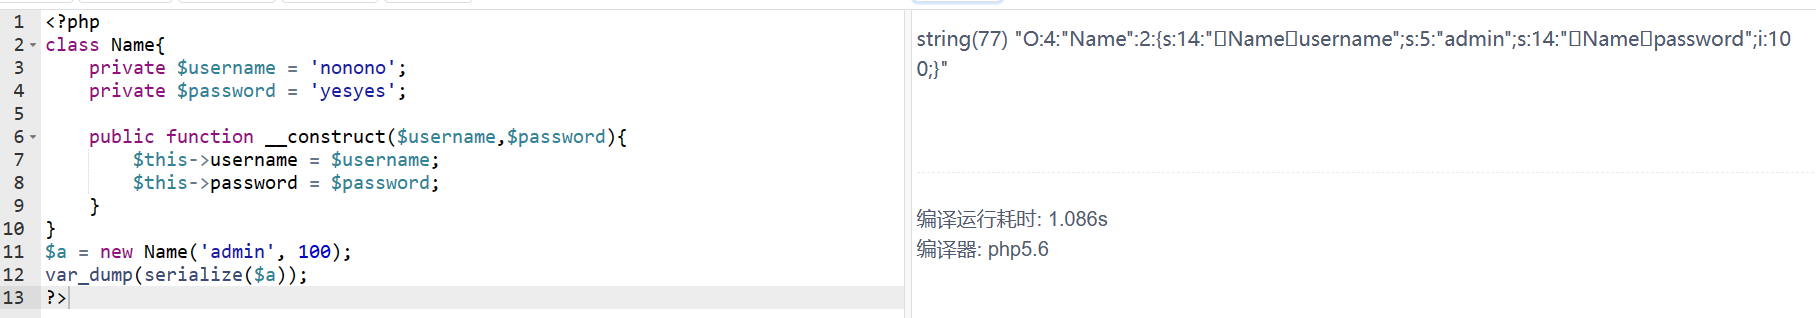 1 <?php
2 class Name{
3 private $username = 'nonono';
4 private $password = 'yesyes';
5
6 public function __construct($username,$password){
7 $this->username = $username;
8 $this->password = $password;
9 }
10 }
11 $a = new Name('admin', 100);
12 var_dump(serialize($a));
13 ?>
string(77) "O:4:"Name":2:{s:14:"▯Name▯username";s:5:"admin";s:14:"▯Name▯password";i:10
0;}"
编译运行耗时: 1.086s
编译器: php5.6